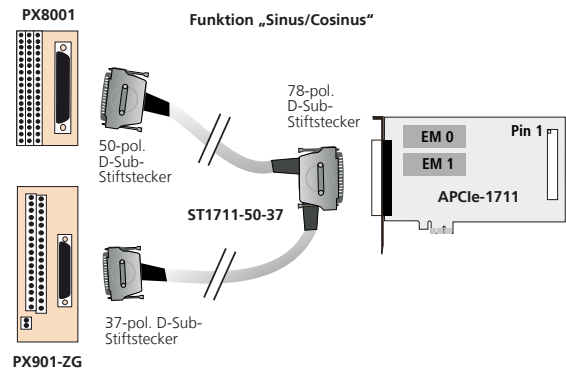 PX8001
Funktion „Sinus/Cosinus“
78-pol.
D-Sub-
Stiftstecker
EM 0
Pin 1
EM 1
APCIe-1711
50-pol.
D-Sub-
Stiftstecker
ST1711-50-37
37-pol. D-Sub-
Stiftstecker
PX901-ZG